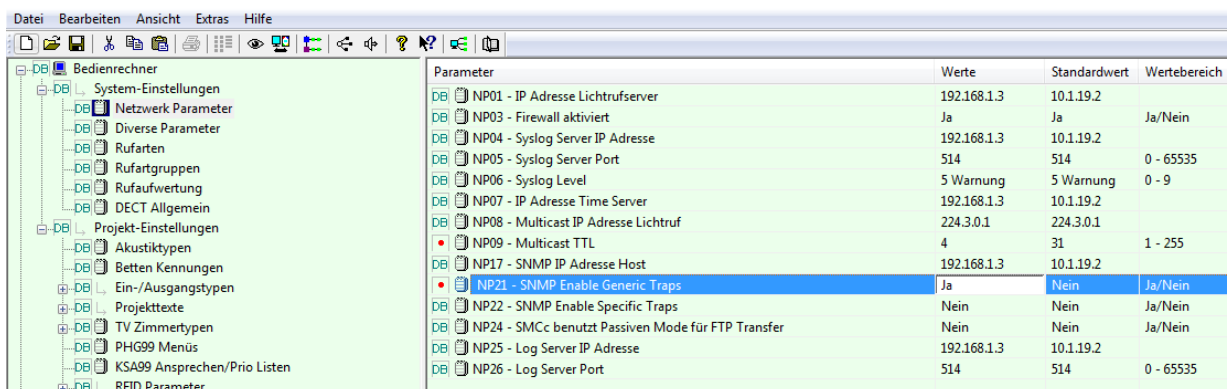 Datei Bearbeiten Ansicht Extras Hilfe
DB Bedienrechner
DB System-Einstellungen
DB Netzwerk Parameter
DB Diverse Parameter
DB Rufarten
DB Rufartgruppen
DB Rufaufwertung
DB DECT Allgemein
DB Projekt-Einstellungen
DB Akustiktypen
DB Betten Kennungen
DB Ein-/Ausgangstypen
DB Projekttexte
DB TV Zimmertypen
DB PHG99 Menüs
DB KSA99 Ansprechen/Prio Listen
DB RFID Parameter
Parameter Werte Standardwert Wertebereich
DB NP01 - IP Adresse Lichtrufserver 192.168.1.3 10.1.19.2
DB NP03 - Firewall aktiviert Ja Ja Ja/Nein
DB NP04 - Syslog Server IP Adresse 192.168.1.3 10.1.19.2
DB NP05 - Syslog Server Port 514 514 0 - 65535
DB NP06 - Syslog Level 5 Warnung 5 Warnung 0 - 9
DB NP07 - IP Adresse Time Server 192.168.1.3 10.1.19.2
DB NP08 - Multicast IP Adresse Lichtruf 224.3.0.1 224.3.0.1
NP09 - Multicast TTL 4 31 1 - 255
DB NP17 - SNMP IP Adresse Host 192.168.1.3 10.1.19.2
NP21 - SNMP Enable Generic Traps Ja Nein Ja/Nein
DB NP22 - SNMP Enable Specific Traps Nein Nein Ja/Nein
DB NP24 - SMCc benutzt Passiven Mode für FTP Transfer Nein Nein Ja/Nein
DB NP25 - Log Server IP Adresse 192.168.1.3 10.1.19.2
DB NP26 - Log Server Port 514 514 0 - 65535